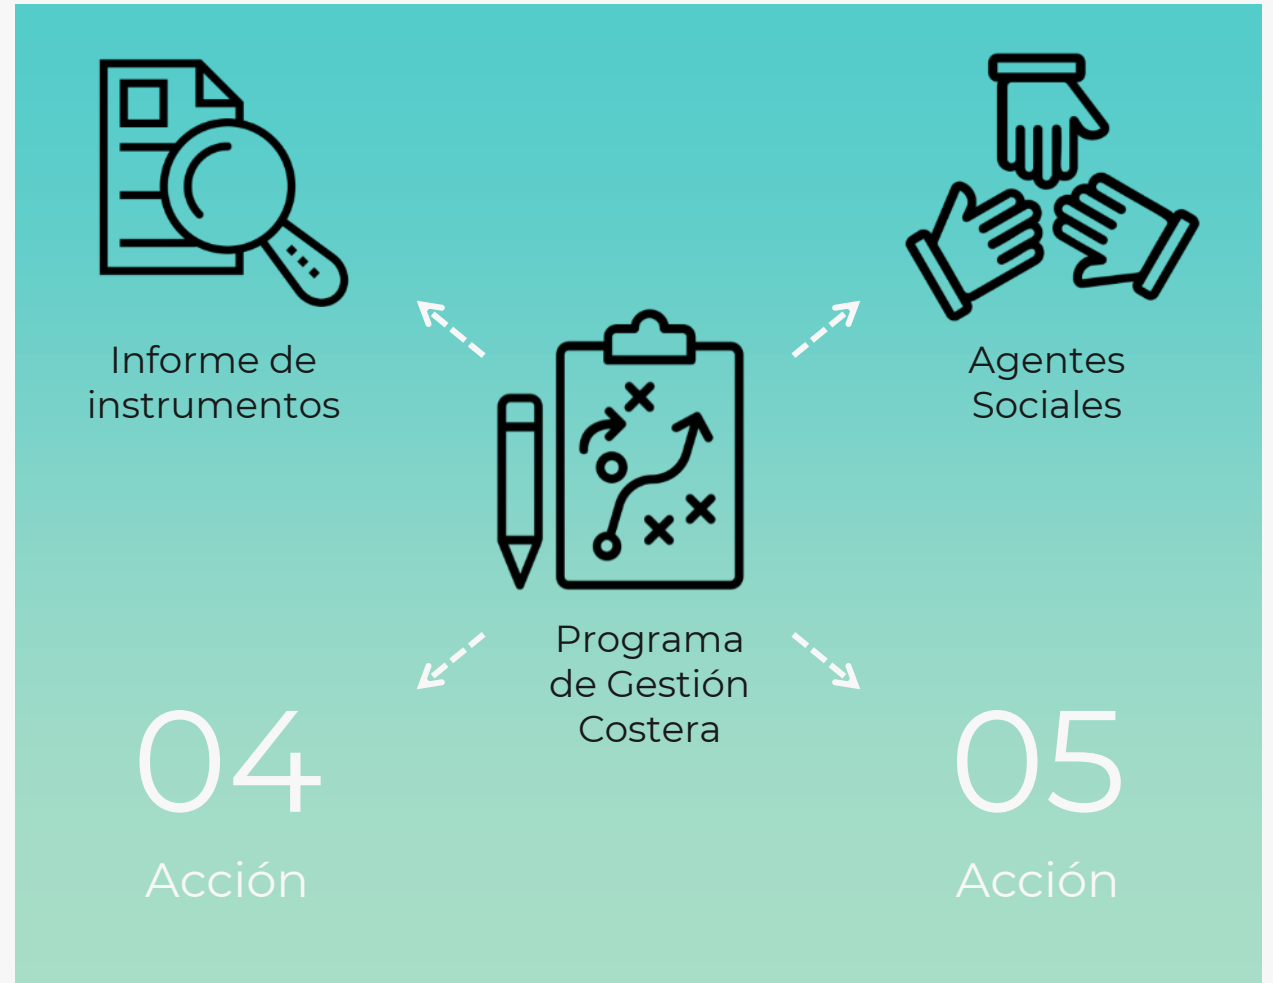 Informe de
instrumentos
Agentes
Sociales
Programa
de Gestión
Costera
04
Acción
05
Acción